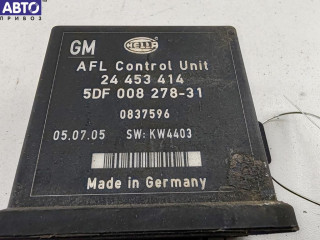 АВТО
ПРИВОЗ
GM
HELLA
AFL Control Unit
24 453 414
5DF 008 278-31
0837596
05.07.05 SW: KW4403
Made in Germany